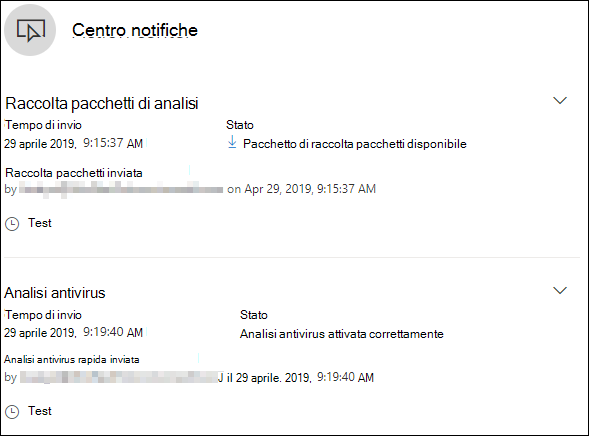 Centro notifiche
Raccolta pacchetti di analisi
Tempo di invio Stato
29 aprile 2019, 9:15:37 AM Pacchetto di raccolta pacchetti disponibile
Raccolta pacchetti inviata
by on Apr 29, 2019, 9:15:37 AM
Test
Analisi antivirus
Tempo di invio Stato
29 aprile 2019, 9:19:40 AM Analisi antivirus attivata correttamente
Analisi antivirus rapida inviata
by J il 29 aprile. 2019, 9:19:40 AM
Test